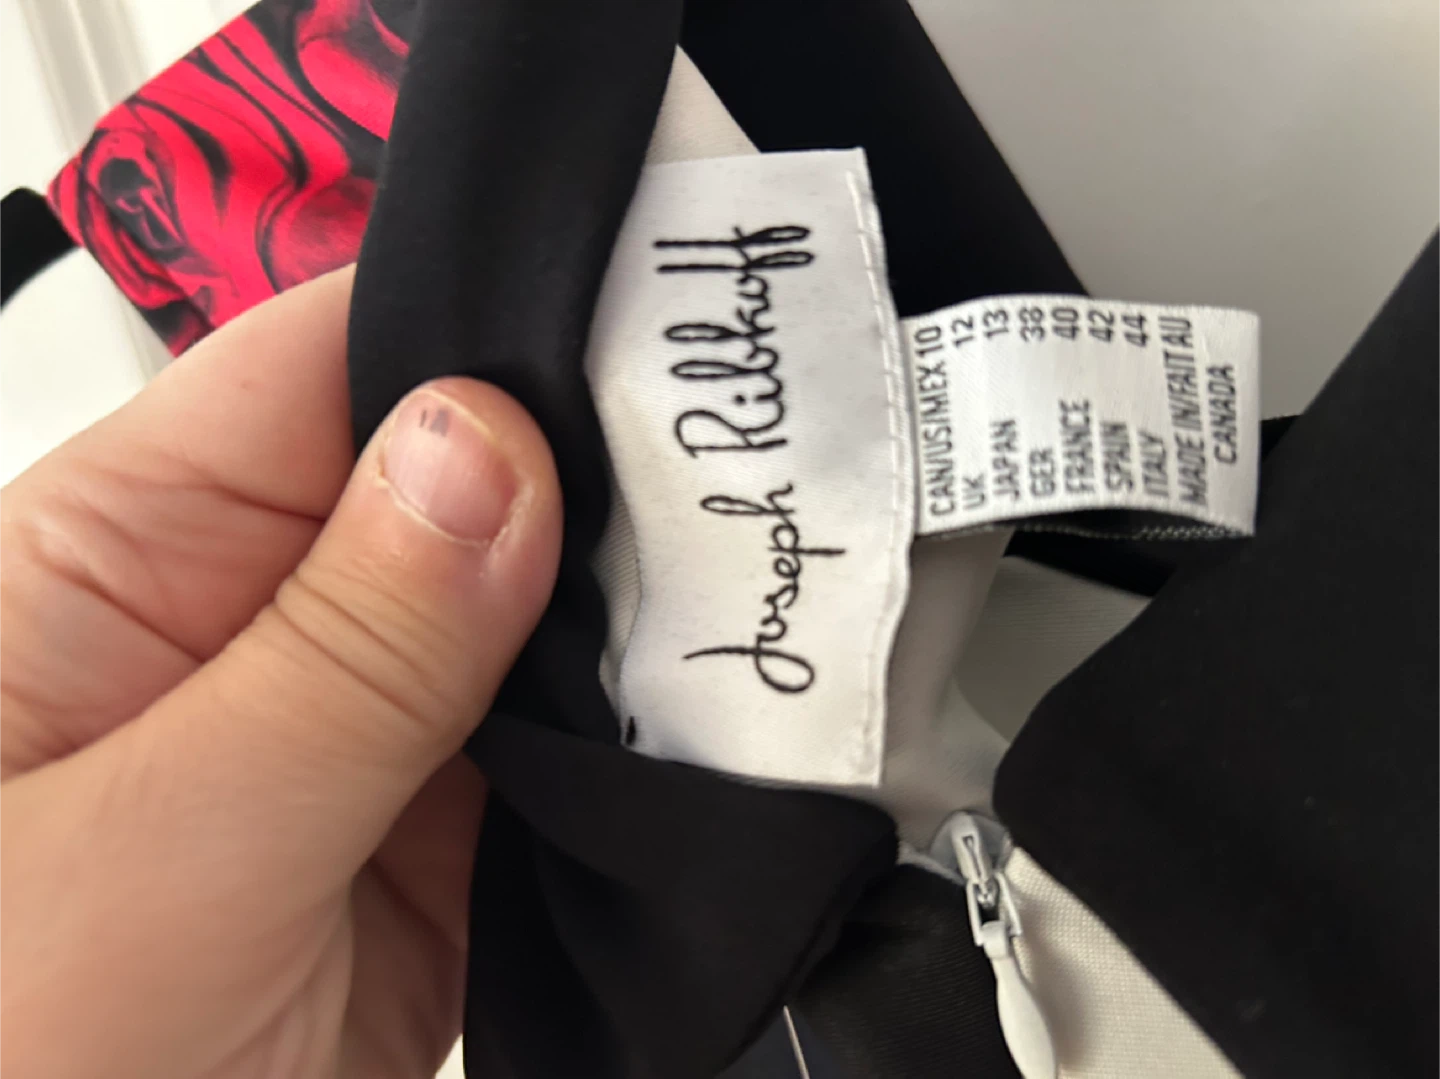 Joseph Ribkoff
CAN/US/MEX 10
UK 12
JAPAN 13
GER 38
FRANCE 40
SPAIN 42
ITALY 44
MADE IN/FAIT AU
CANADA